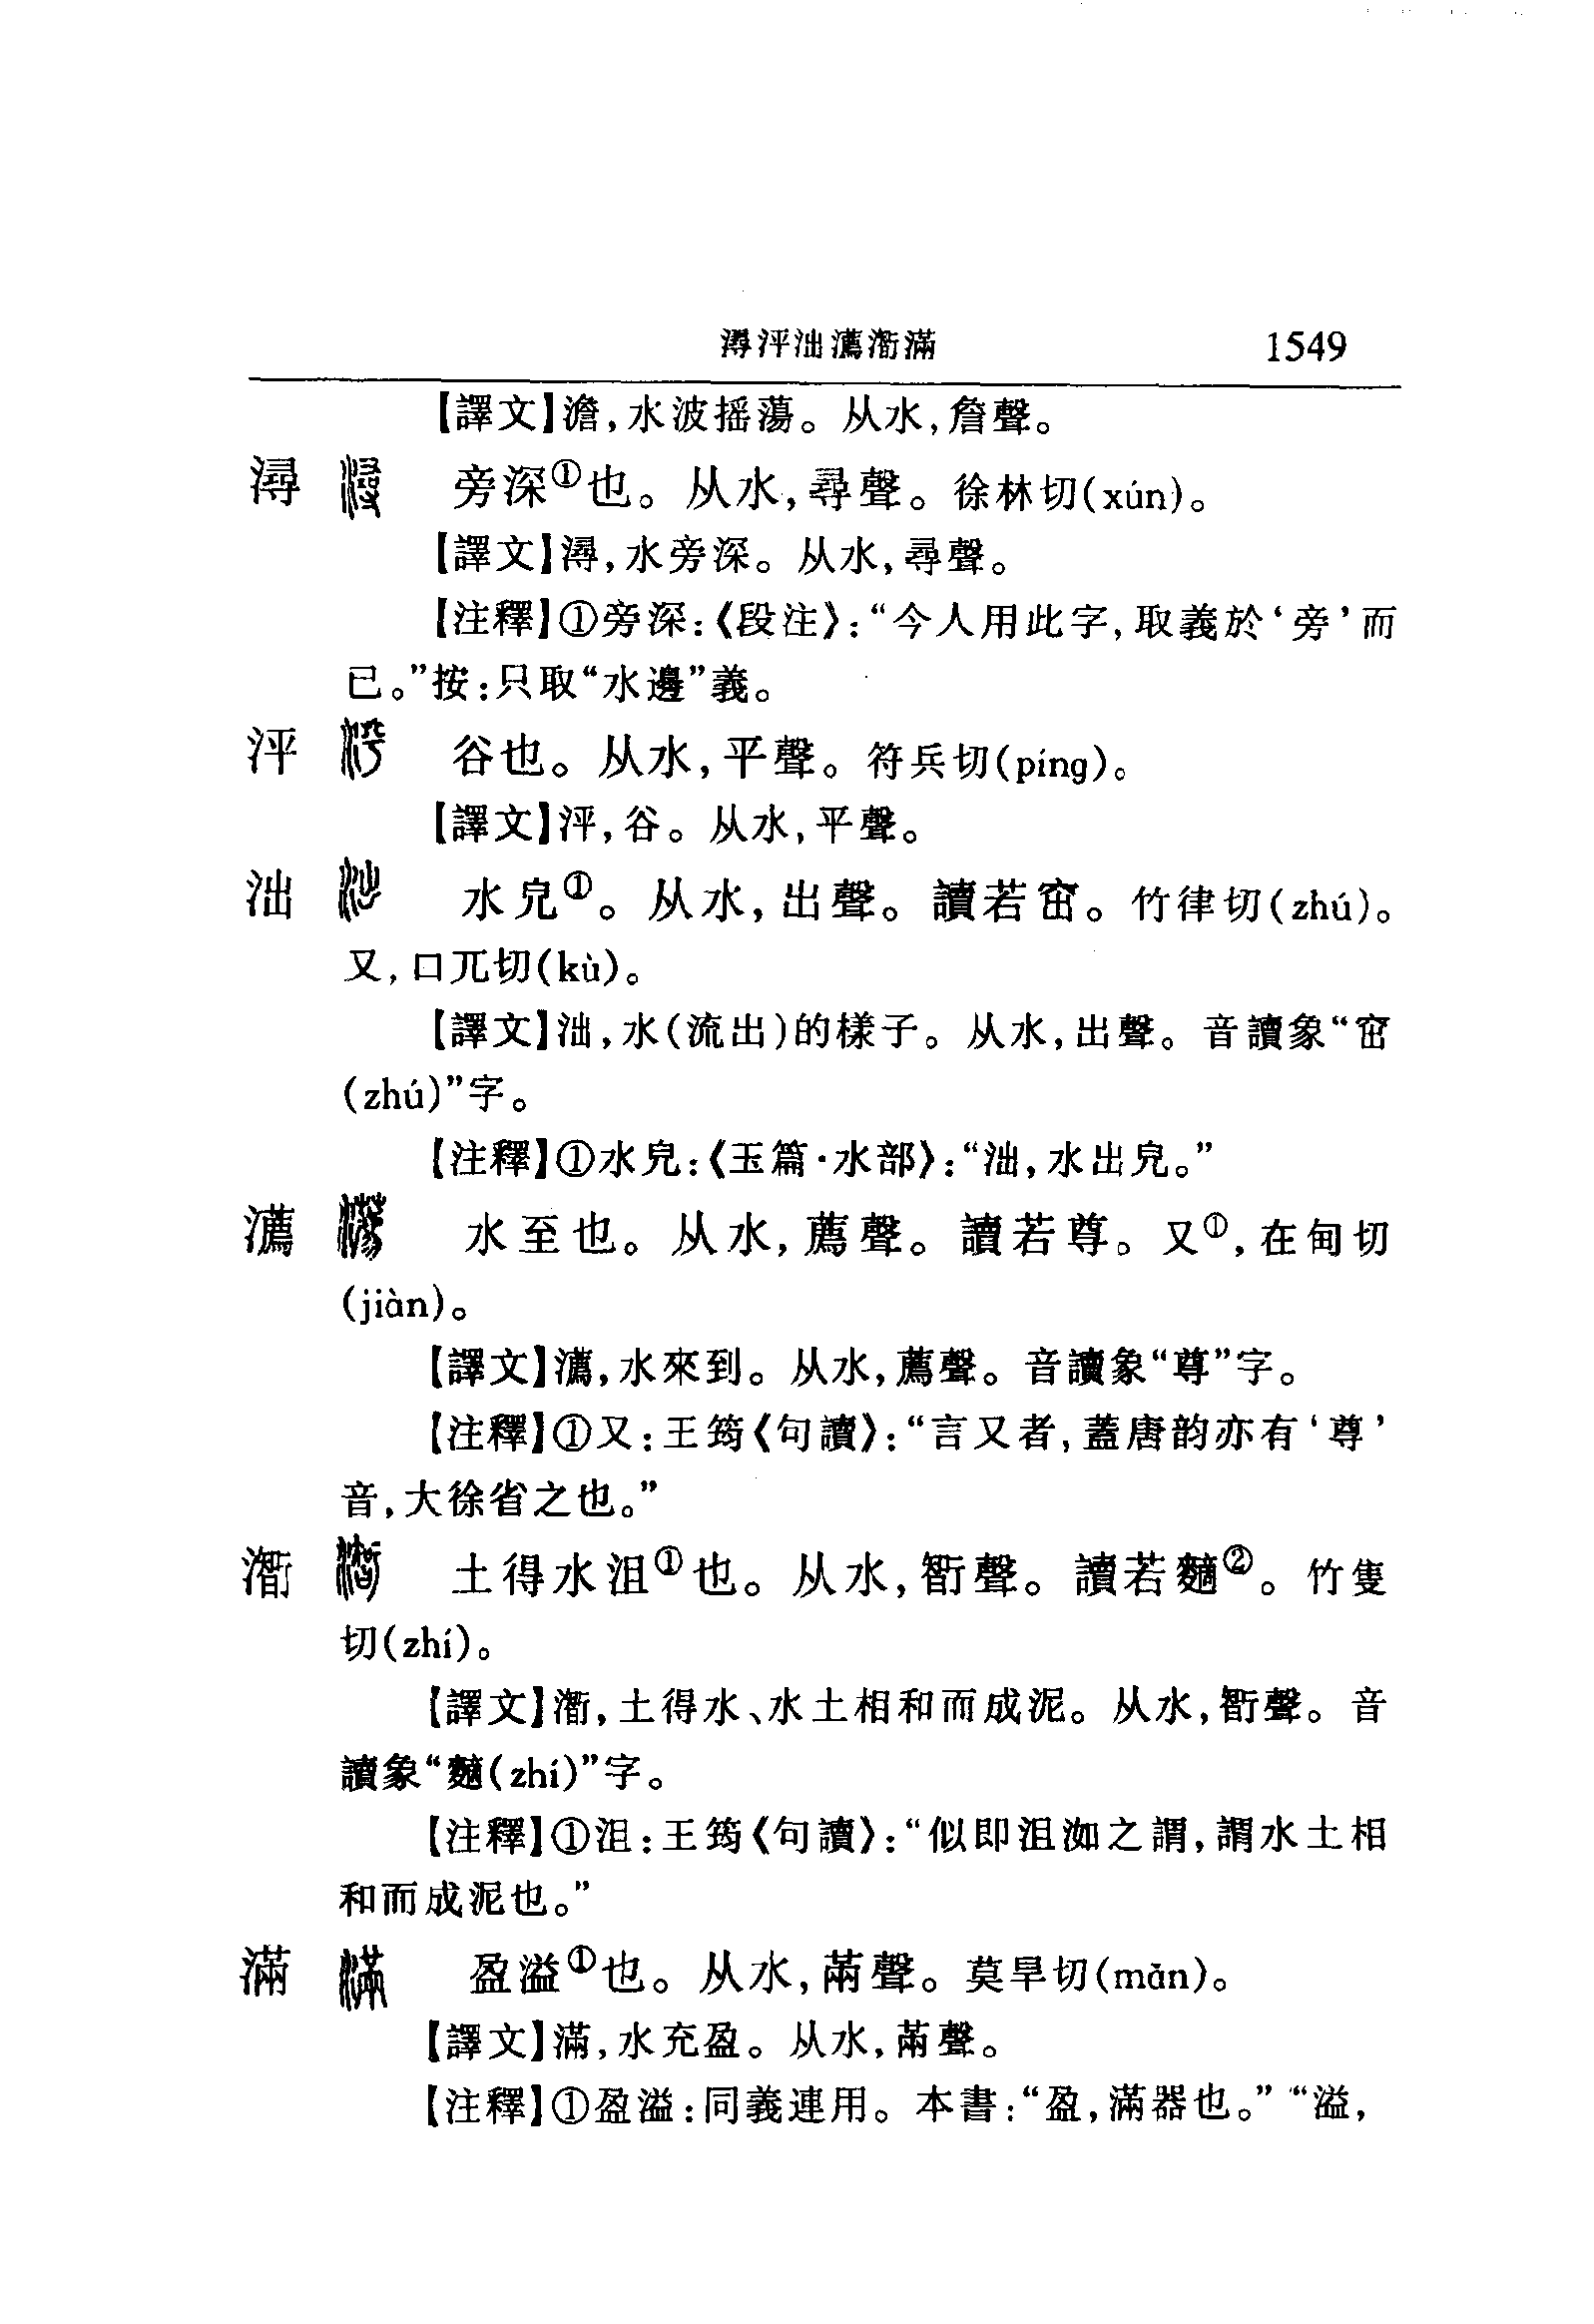 潯泙泏瀳㵫滿 1549
【譯文】澹,水波摇蕩。从水,詹聲。
潯 旁深①也。从水,尋聲。徐林切(xún)。
【譯文】潯,水旁深。从水,尋聲。
【注釋】①旁深:《段注》:“今人用此字,取義於‘旁’而
已。”按:只取“水邊”義。
泙 谷也。从水,平聲。符兵切(píng)。
【譯文】泙,谷。从水,平聲。
泏 水皃①。从水,出聲。讀若窋。竹律切(zhú)。
又,口兀切(kù)。
【譯文】泏,水(流出)的樣子。从水,出聲。音讀象“窋
(zhú)”字。
【注釋】①水皃:《玉篇·水部》:“泏,水出皃。”
瀳 水至也。从水,薦聲。讀若尊。又①,在甸切
(jiàn)。
【譯文】瀳,水來到。从水,薦聲。音讀象“尊”字。
【注釋】①又:王筠《句讀》:“言又者,蓋唐韵亦有‘尊’
音,大徐省之也。”
㵫 土得水沮①也。从水,𥏼聲。讀若䵂②。竹隻
切(zhí)。
【譯文】㵫,土得水、水土相和而成泥。从水,𥏼聲。音
讀象“䵂(zhí)”字。
【注釋】①沮:王筠《句讀》:“似即沮洳之謂,謂水土相
和而成泥也。”
滿 盈溢①也。从水,㒼聲。莫旱切(mǎn)。
【譯文】滿,水充盈。从水,㒼聲。
【注釋】①盈溢:同義連用。本書:“盈,滿器也。”“溢,